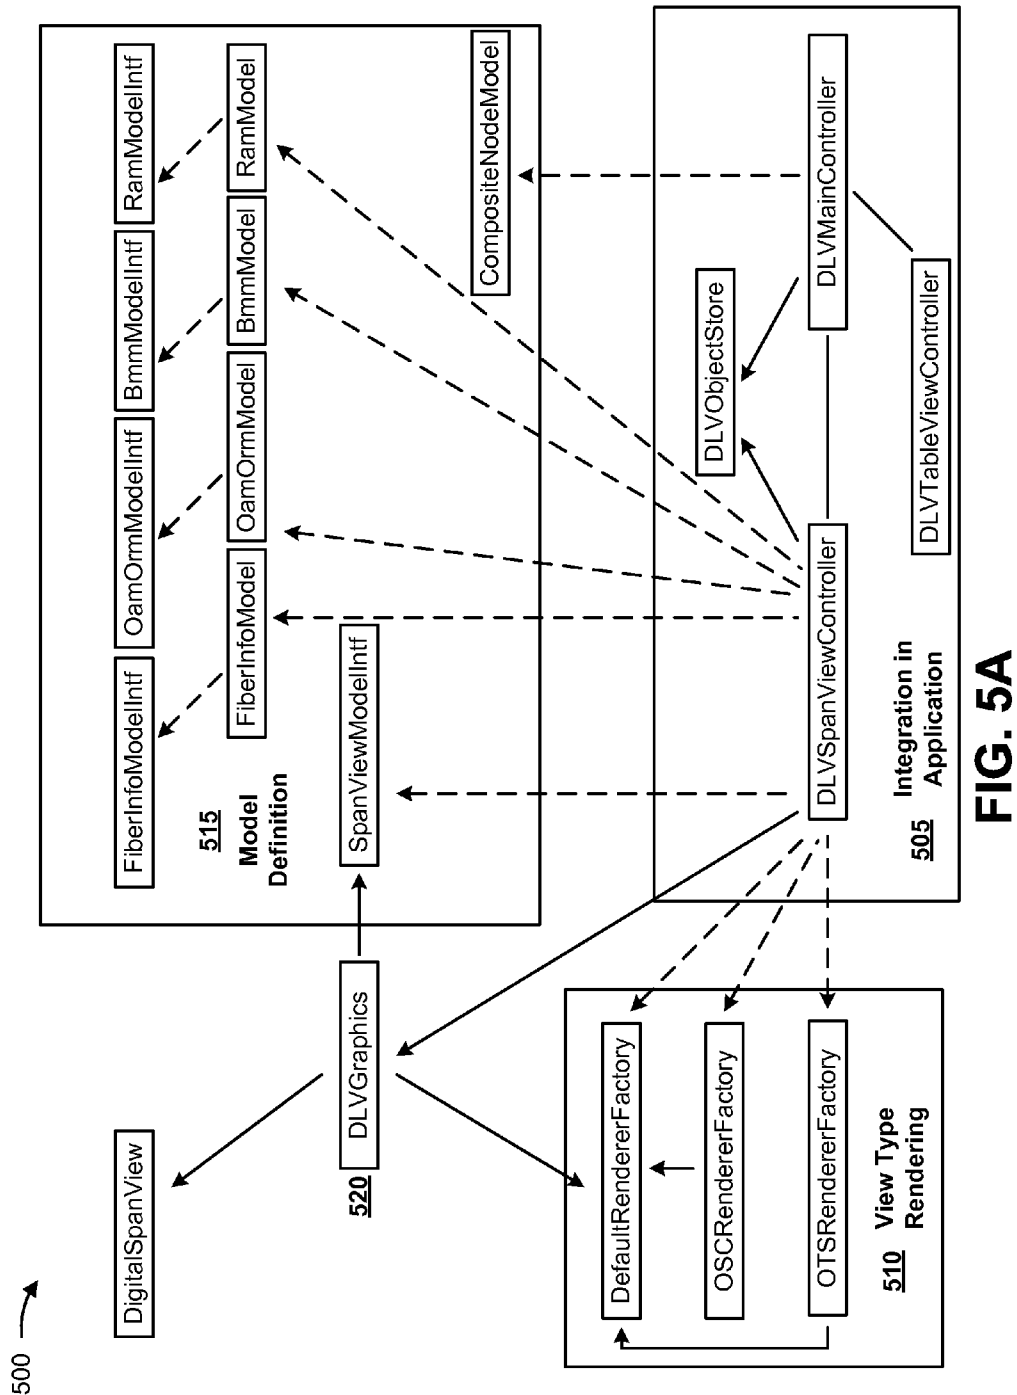 500
DigitalSpanView
FiberInfoModelIntf
OamOrmModelIntf
BmmModelIntf
RamModelIntf
515
Model
Definition
FiberInfoModel
OamOrmModel
BmmModel
RamModel
DLVGraphics
520
SpanViewModelIntf
CompositeNodeModel
DefaultRendererFactory
OSCRendererFactory
OTSRendererFactory
510
View Type
Rendering
DLVObjectStore
DLVSpanViewController
DLVMainController
DLVTableViewController
505
Integration in
Application
FIG. 5A